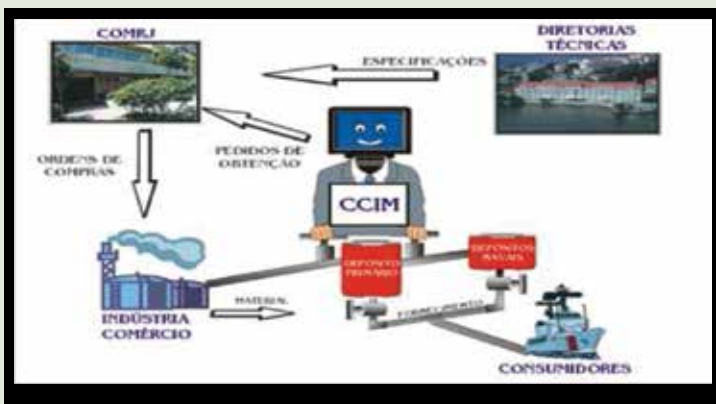 COMRJ
DIRETORIAS
TÉCNICAS
ESPECIFICAÇÕES
PEDIDOS DE
OBTENÇÃO
ORDENS DE
COMPRAS
CCIM
DEPÓSITO
PRIMÁRIO
DEPÓSITOS
NAVAIS
INDÚSTRIA
COMÉRCIO
MATERIAL
FORNECIMENTO
CONSUMIDORES